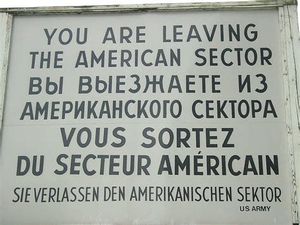 YOU ARE LEAVING
THE AMERICAN SECTOR
ВЫ ВЫЕЗЖАЕТЕ ИЗ
АМЕРИКАНСКОГО СЕКТОРА
VOUS SORTEZ
DU SECTEUR AMÉRICAIN
SIE VERLASSEN DEN AMERIKANISCHEN SEKTOR
US ARMY